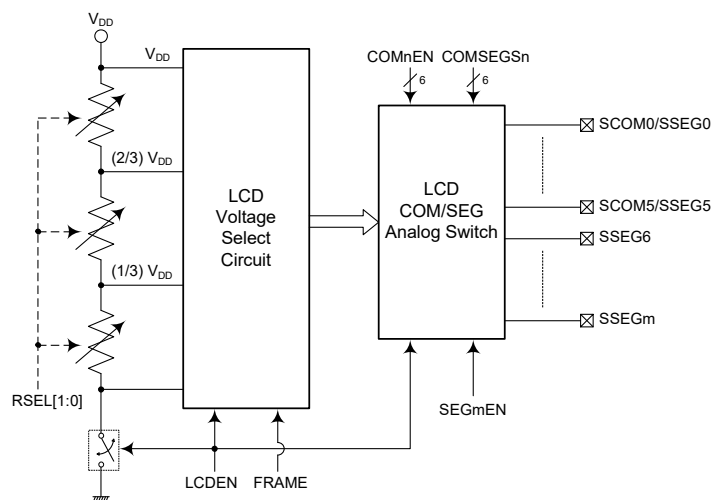 VDD
VDD
(2/3) VDD
(1/3) VDD
RSEL[1:0]
LCD
Voltage
Select
Circuit
LCDEN
FRAME
COMnEN
COMSEGSn
6
6
LCD
COM/SEG
Analog Switch
SEGmEN
SCOM0/SSEG0
SCOM5/SSEG5
SSEG6
SSEGm